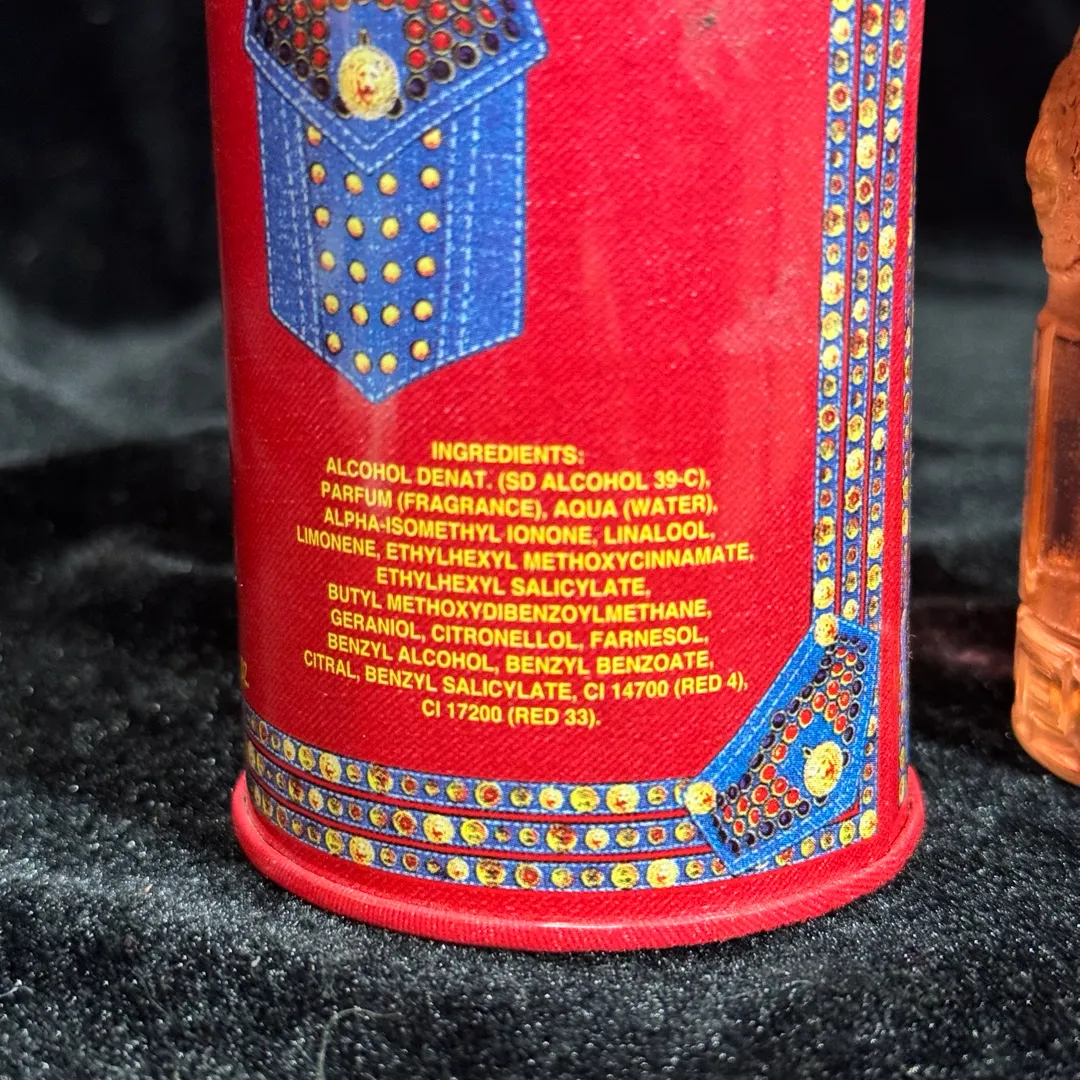 INGREDIENTS:
ALCOHOL DENAT. (SD ALCOHOL 39-C),
PARFUM (FRAGRANCE), AQUA (WATER),
ALPHA-ISOMETHYL IONONE, LINALOOL,
LIMONENE, ETHYLHEXYL METHOXYCINNAMATE,
ETHYLHEXYL SALICYLATE,
BUTYL METHOXYDIBENZOYLMETHANE,
GERANIOL, CITRONELLOL, FARNESOL,
BENZYL ALCOHOL, BENZYL BENZOATE,
CITRAL, BENZYL SALICYLATE, CI 14700 (RED 4),
CI 17200 (RED 33).